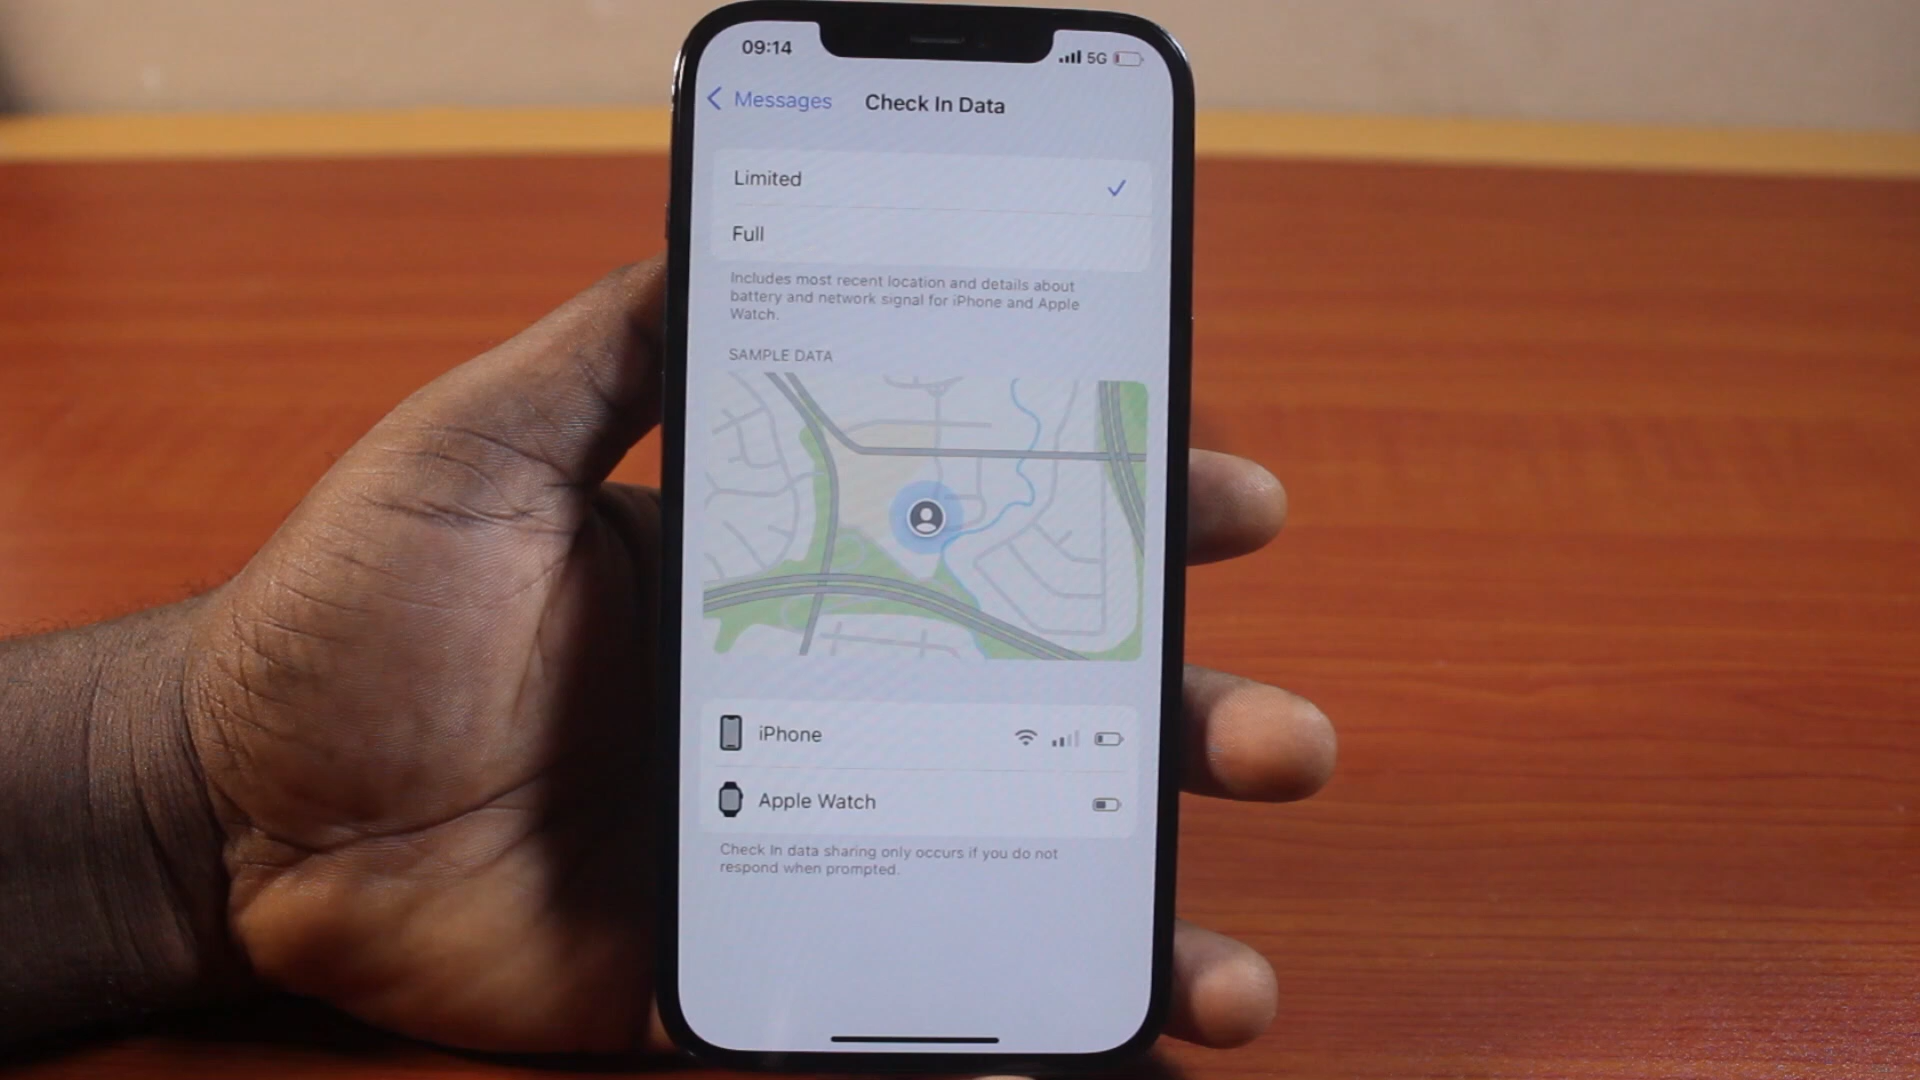 09:14
5G
Messages
Check In Data
Limited
Full
Includes most recent location and details about
battery and network signal for iPhone and Apple
Watch.
SAMPLE DATA
iPhone
Apple Watch
Check In data sharing only occurs if you do not
respond when prompted.